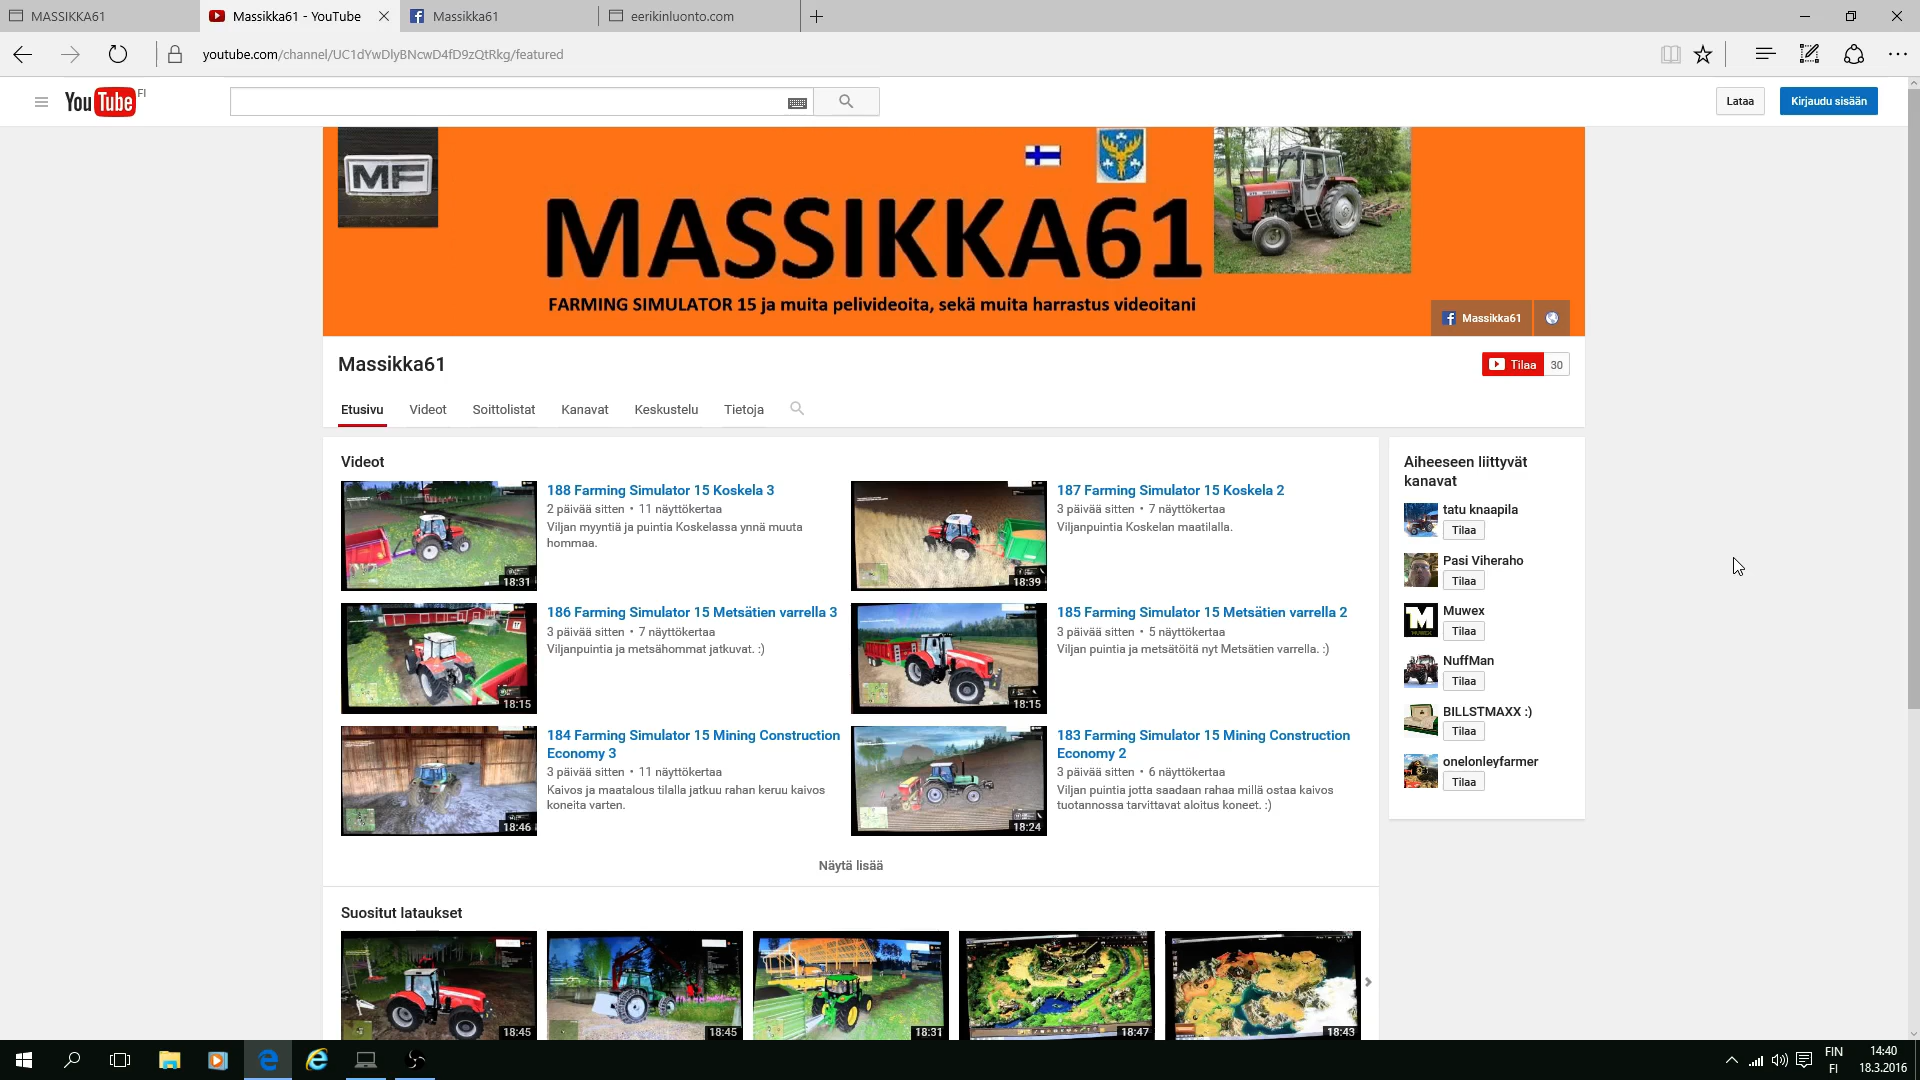 MASSIKKA61
Massikka61 - YouTube
Massikka61
eerikinluonto.com
youtube.com/channel/UC1dYwDlyBNcwD4fD9zQtRkg/featured
YouTube FI
Lataa
Kirjaudu sisään
MF
MASSIKKA61
FARMING SIMULATOR 15 ja muita pelivideoita, sekä muita harrastus videoitani
Massikka61
Massikka61
Tilaa 30
Etusivu Videot Soittolistat Kanavat Keskustelu Tietoja
Videot
18:31
188 Farming Simulator 15 Koskela 3
2 päivää sitten • 11 näyttökertaa
Viljan myyntiä ja puintia Koskelassa ynnä muuta
hommaa.
18:39
187 Farming Simulator 15 Koskela 2
3 päivää sitten • 7 näyttökertaa
Viljanpuintia Koskelan maatilalla.
18:15
186 Farming Simulator 15 Metsätien varrella 3
3 päivää sitten • 7 näyttökertaa
Viljanpuintia ja metsähommat jatkuvat. :)
18:15
185 Farming Simulator 15 Metsätien varrella 2
3 päivää sitten • 5 näyttökertaa
Viljan puintia ja metsätöitä nyt Metsätien varrella. :)
18:46
184 Farming Simulator 15 Mining Construction
Economy 3
3 päivää sitten • 11 näyttökertaa
Kaivos ja maatalous tilalla jatkuu rahan keruu kaivos
koneita varten.
18:24
183 Farming Simulator 15 Mining Construction
Economy 2
3 päivää sitten • 6 näyttökertaa
Viljan puintia jotta saadaan rahaa millä ostaa kaivos
tuotannossa tarvittavat aloitus koneet. :)
Näytä lisää
Suositut lataukset
18:45
18:45
18:31
18:47
18:43
Aiheeseen liittyvät
kanavat
tatu knaapila
Tilaa
Pasi Viheraho
Tilaa
M
MUWEX
Muwex
Tilaa
NuffMan
Tilaa
BILLSTMAXX :)
Tilaa
onelonleyfarmer
Tilaa
FIN
FI
14:40
18.3.2016